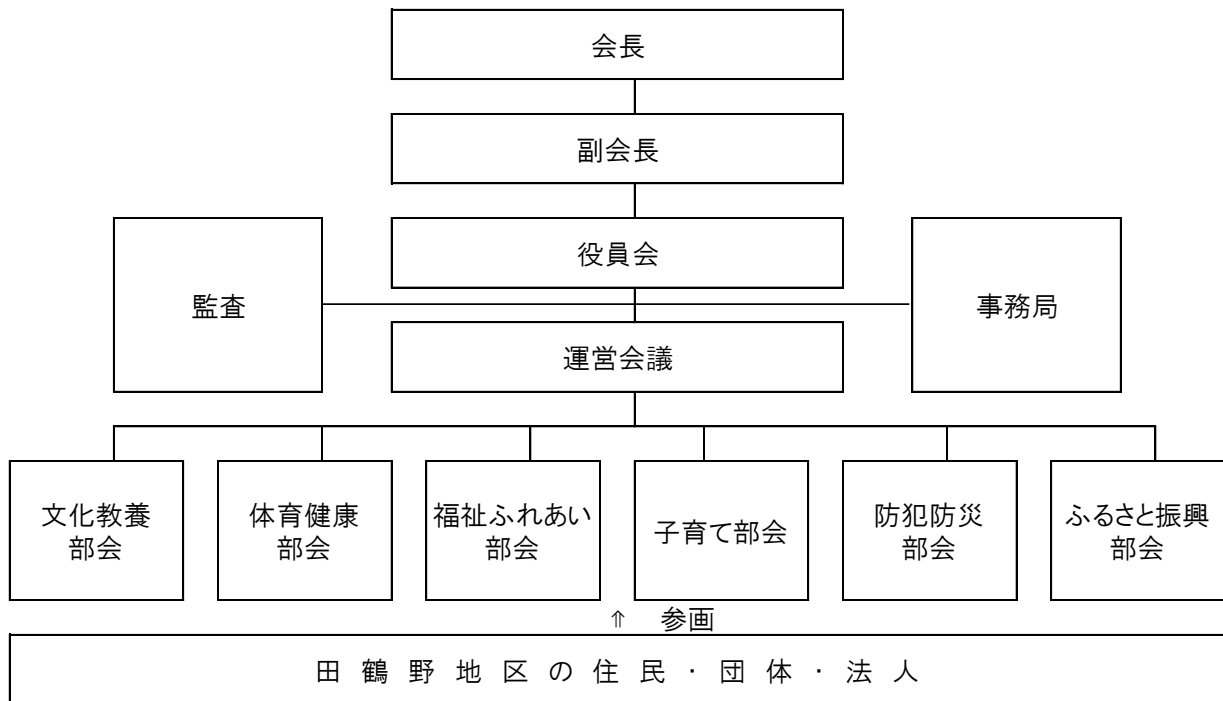 会長
副会長
役員会
監査
事務局
運営会議
文化教養
部会
体育健康
部会
福祉ふれあい
部会
子育て部会
防犯防災
部会
ふるさと振興
部会
⇑ 参画
田鶴野地区の住民・団体・法人